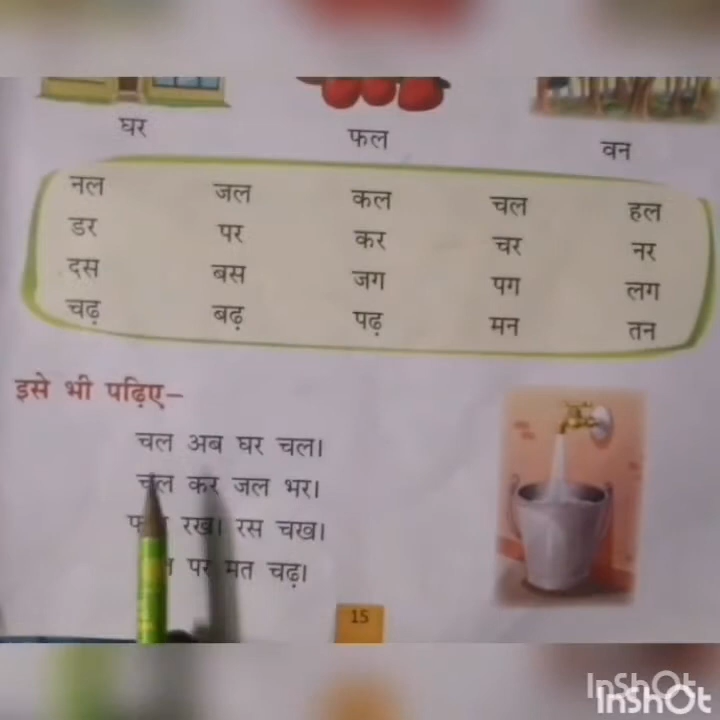 घर फल वन
नल जल कल चल हल
डर पर कर चर नर
दस बस जग पग लग
चढ़ बढ़ पढ़ मन तन
इसे भी पढ़िए–
चल अब घर चल।
चल कर जल भर।
रख। रस चख।
पर मत चढ़।
15
InShOt
InShOt